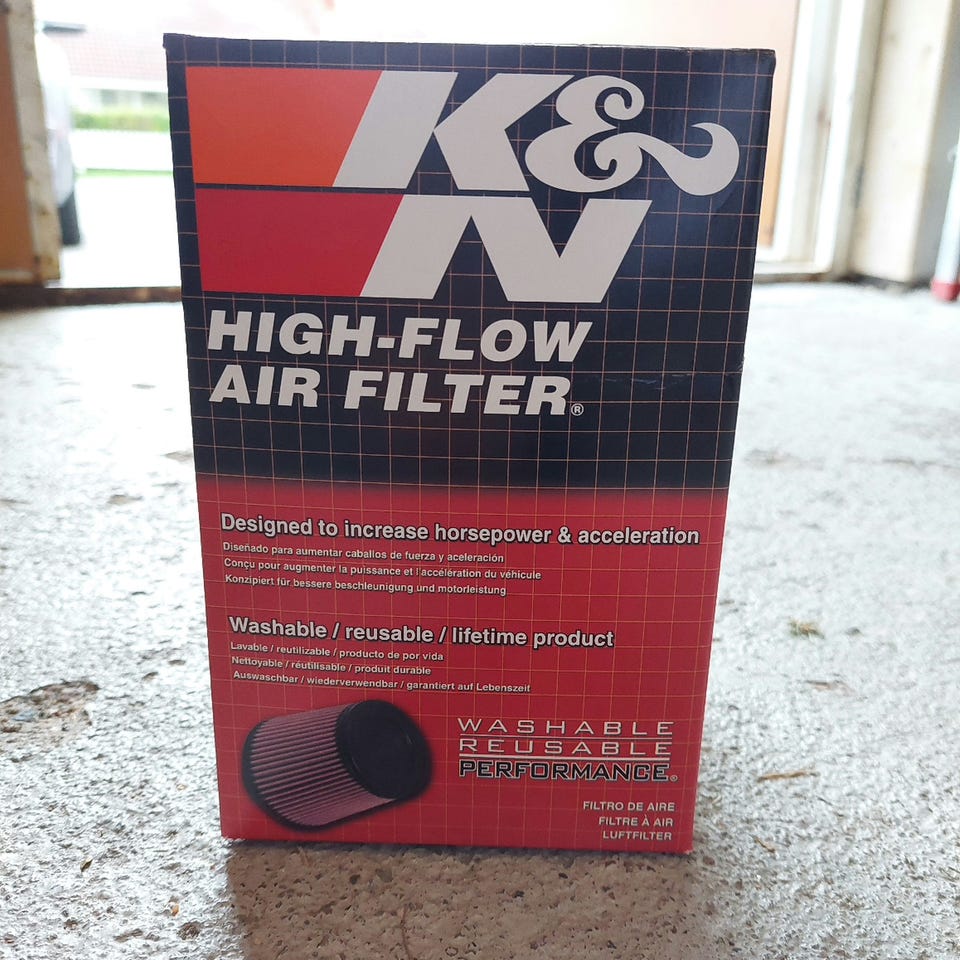 K&N
HIGH-FLOW
AIR FILTER®
Designed to increase horsepower & acceleration
Diseñado para aumentar caballos de fuerza y aceleración
Conçu pour augmenter la puissance et l'accélération du véhicule
Konzipiert für bessere beschleunigung und motorleistung
Washable / reusable / lifetime product
Lavable / reutilizable / producto de por vida
Nettoyable / réutilisable / produit durable
Auswaschbar / wiederverwendbar / garantiert auf Lebenszeit
WASHABLE
REUSABLE
PERFORMANCE®
FILTRO DE AIRE
FILTRE À AIR
LUFTFILTER